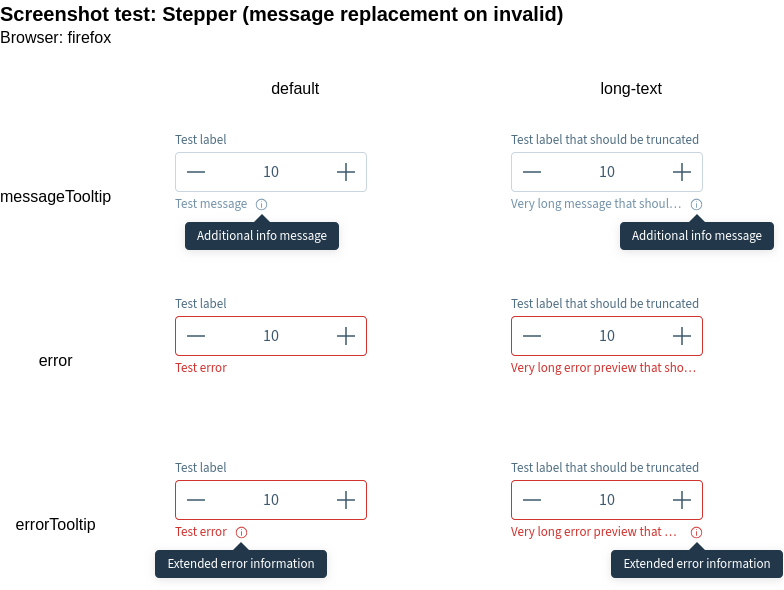 Screenshot test: Stepper (message replacement on invalid)
Browser: firefox
default long-text
Test label Test label that should be truncated
10 10
messageTooltip
Test message Very long message that shoul…
Additional info message Additional info message
Test label Test label that should be truncated
10 10
error
Test error Very long error preview that sho…
Test label Test label that should be truncated
10 10
errorTooltip
Test error Very long error preview that …
Extended error information Extended error information